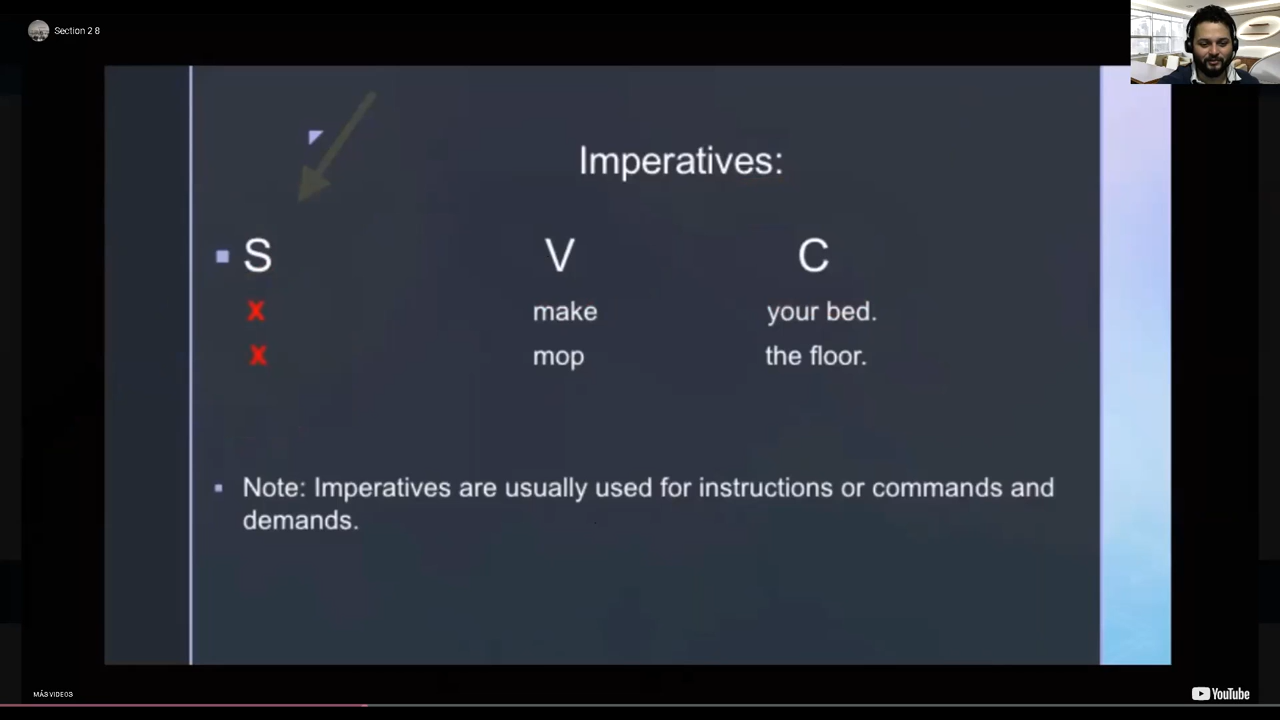 Section 2 8
Imperatives:
S V C
X make your bed.
X mop the floor.
Note: Imperatives are usually used for instructions or commands and
demands.
MÁS VIDEOS
YouTube